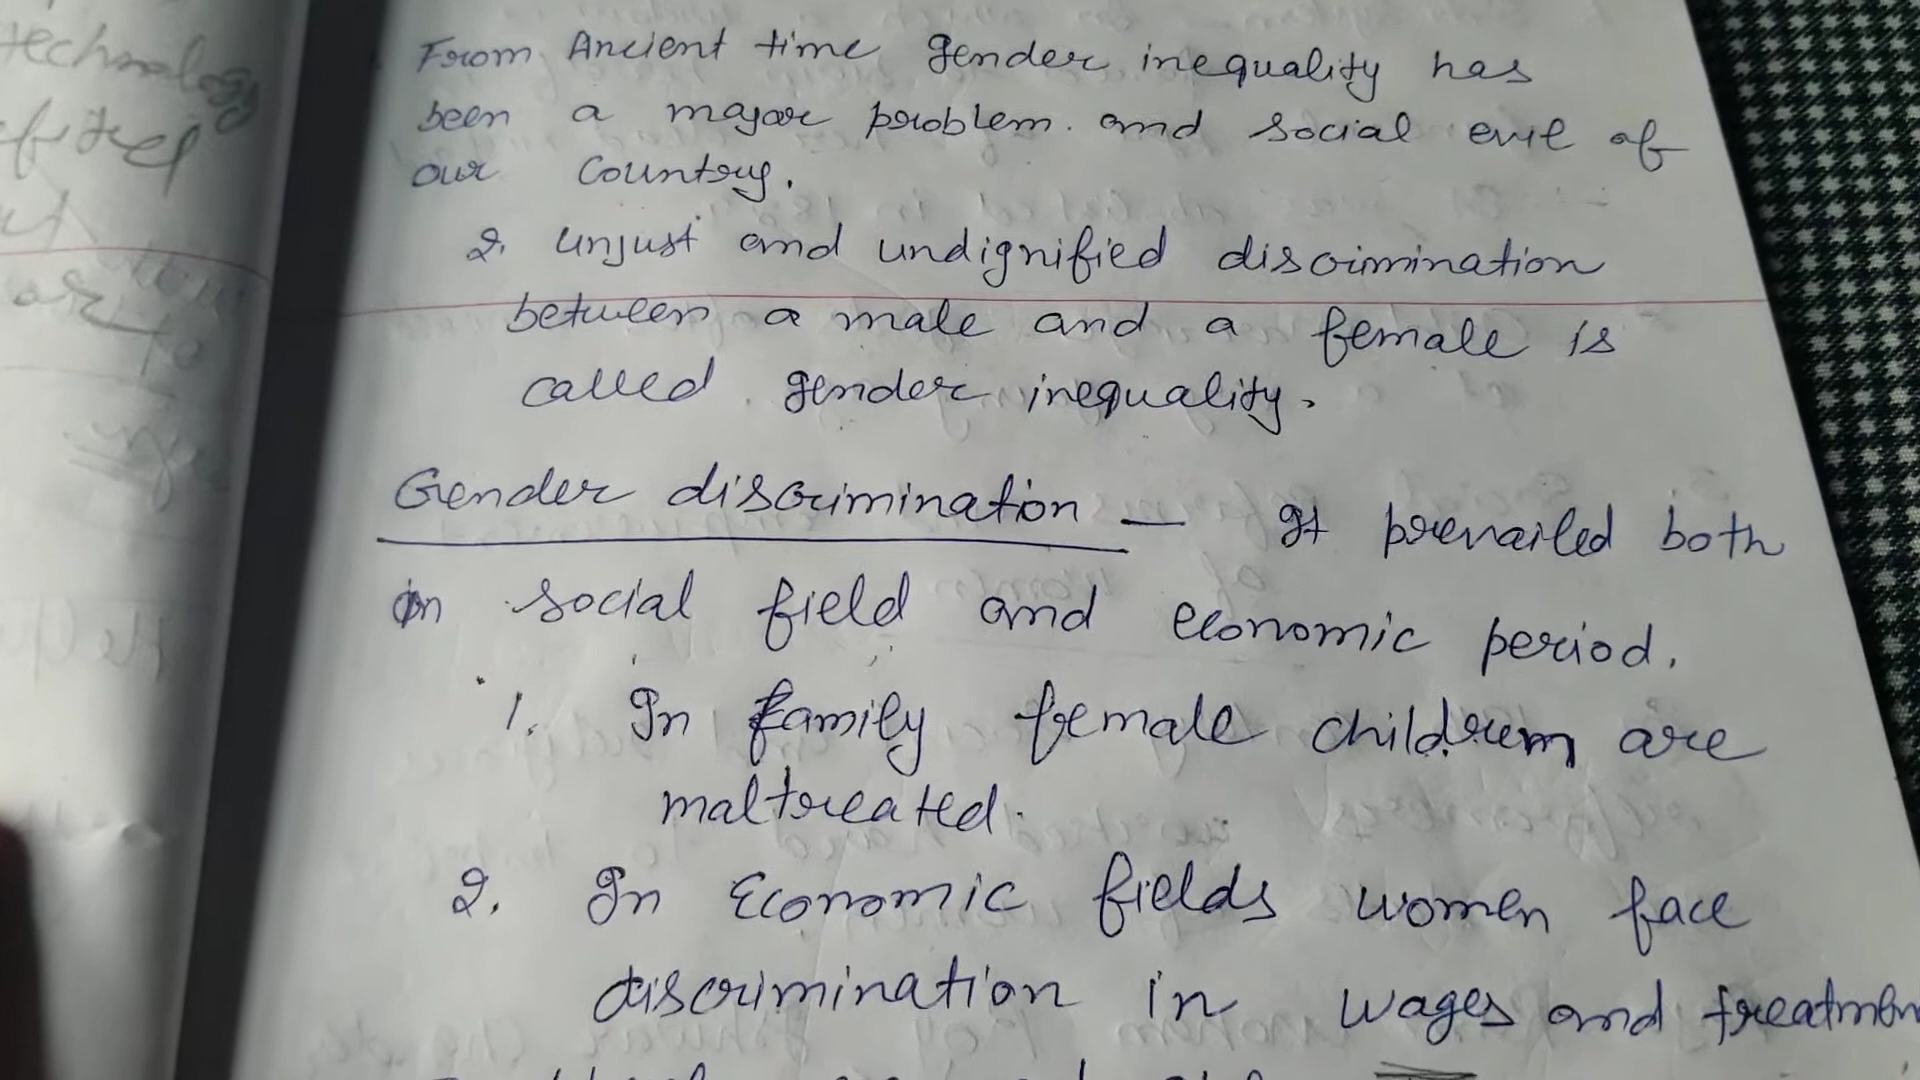 technology
From Ancient time gender inequality has
been a major problem. and social evil of
our Country.
2. unjust and undignified discrimination
between a male and a female is
called gender inequality.
Gender discrimination — It prevailed both
in social field and economic period.
1. In family female children are
maltreated.
2. In Economic fields women face
discrimination in wages and treatmen